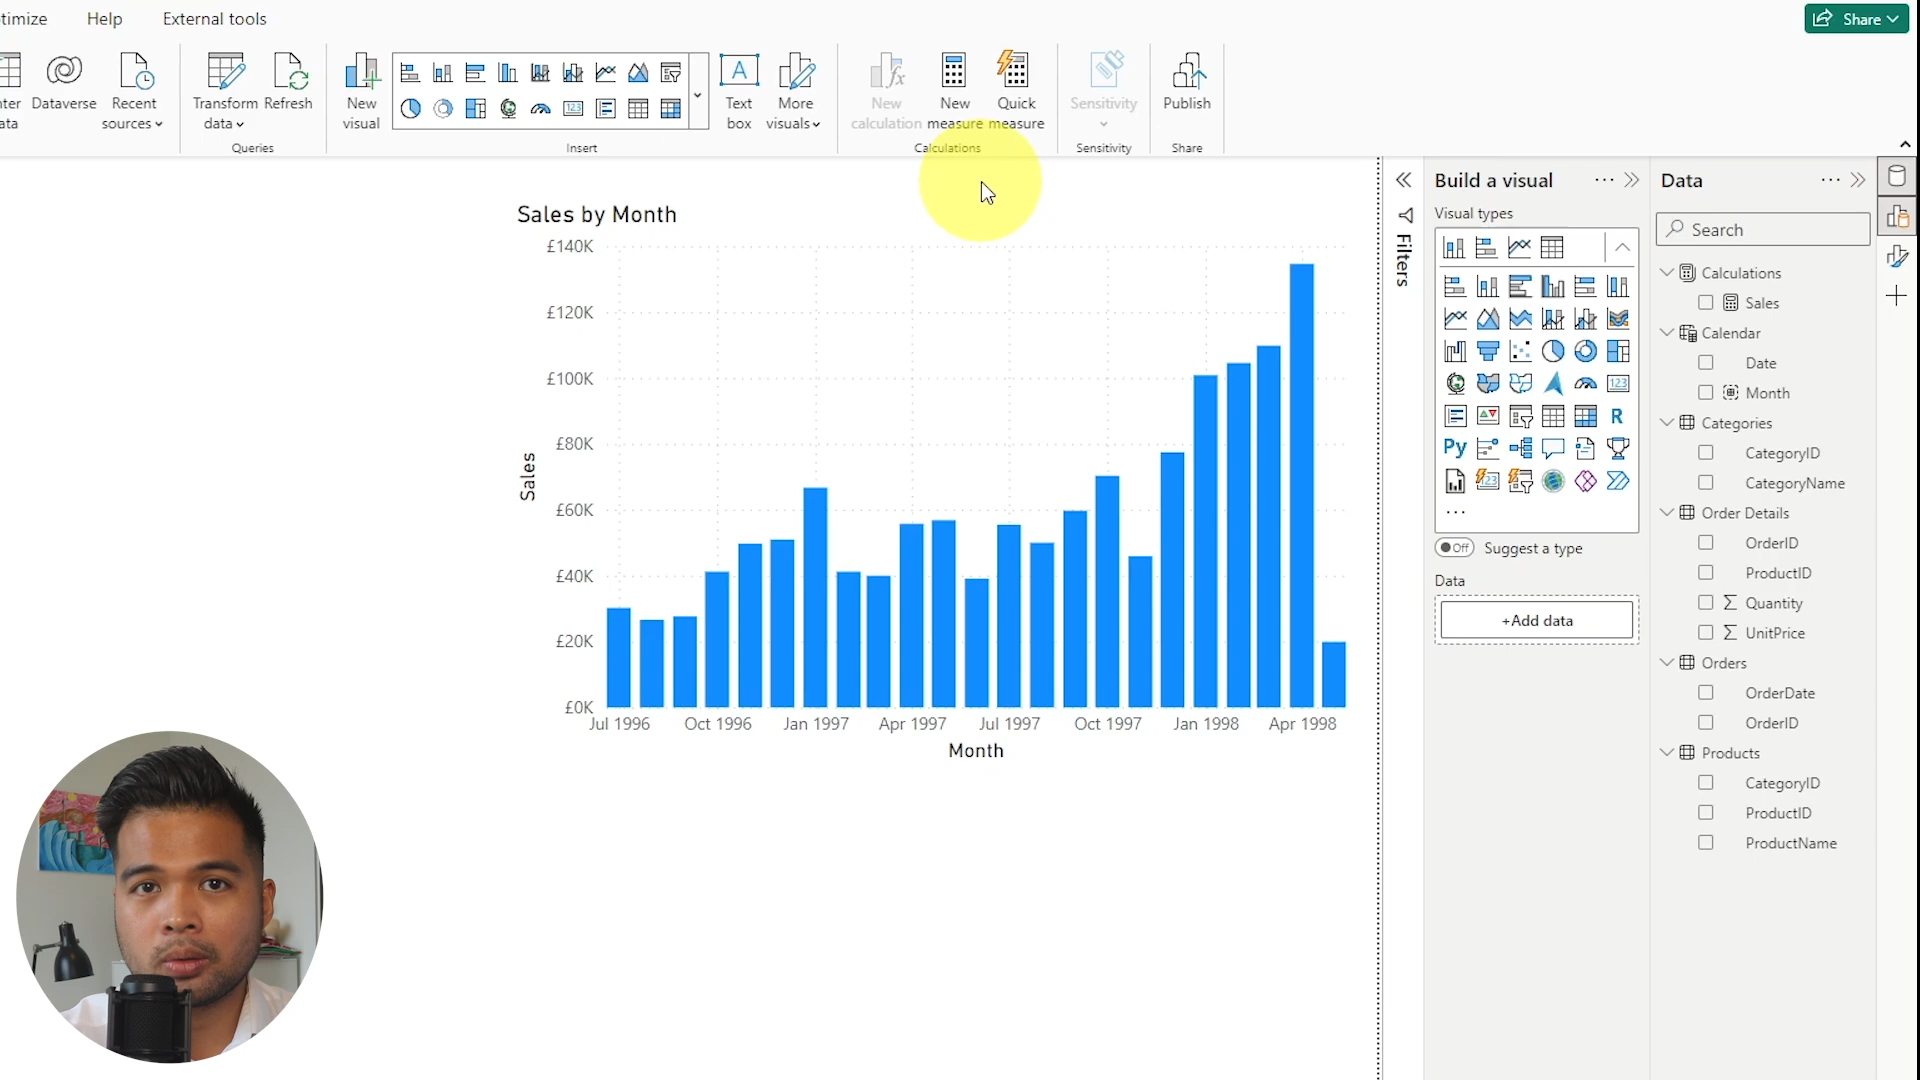 timize Help External tools
Share
nter
ata
Dataverse
Recent
sources
Transform
data
Refresh
Queries
New
visual
Insert
A
123
Text
box
More
visuals
fx
New
calculation
New
measure
Quick
measure
Calculations
Sensitivity
Sensitivity
Publish
Share
Sales by Month
£140K
£120K
£100K
£80K
£60K
£40K
£20K
£0K
Sales
Jul 1996 Oct 1996 Jan 1997 Apr 1997 Jul 1997 Oct 1997 Jan 1998 Apr 1998
Month
Filters
Build a visual
Visual types
123
R
Py
123
Off Suggest a type
Data
+Add data
Data
Search
Calculations
Sales
Calendar
Date
Month
Categories
CategoryID
CategoryName
Order Details
OrderID
ProductID
Σ Quantity
Σ UnitPrice
Orders
OrderDate
OrderID
Products
CategoryID
ProductID
ProductName